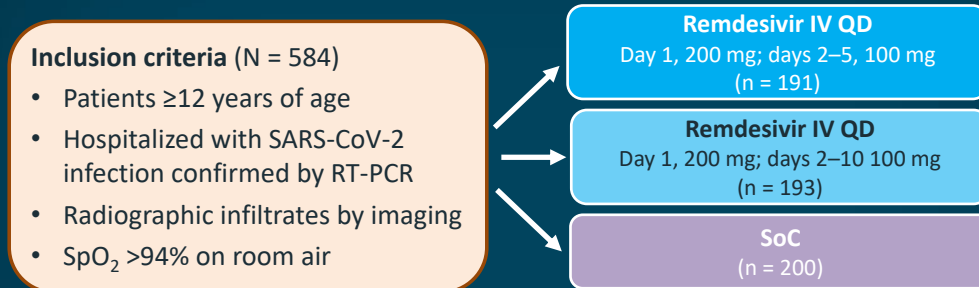 Inclusion criteria (N = 584)
• Patients ≥12 years of age
• Hospitalized with SARS-CoV-2
infection confirmed by RT-PCR
• Radiographic infiltrates by imaging
• SpO₂ >94% on room air
Remdesivir IV QD
Day 1, 200 mg; days 2–5, 100 mg
(n = 191)
Remdesivir IV QD
Day 1, 200 mg; days 2–10 100 mg
(n = 193)
SoC
(n = 200)